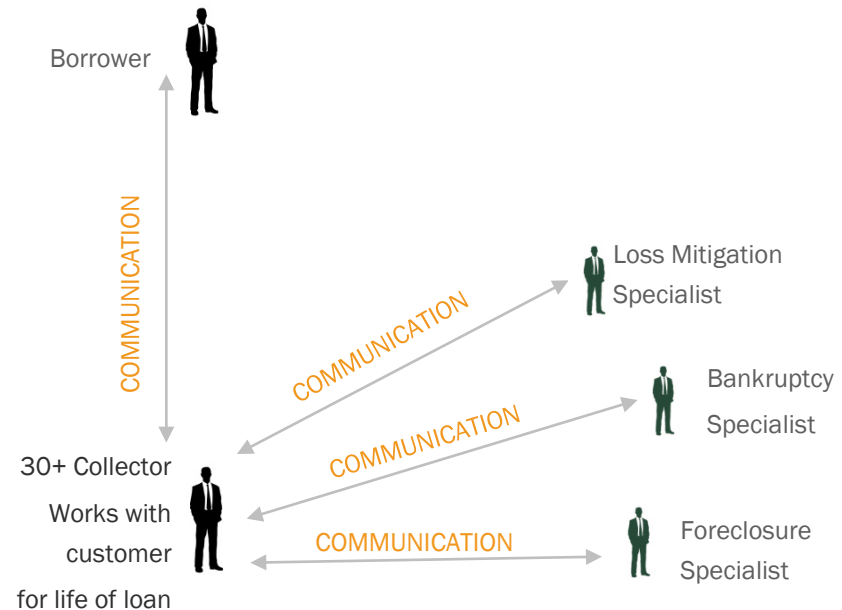 Borrower
COMMUNICATION
Loss Mitigation
Specialist
COMMUNICATION
Bankruptcy
Specialist
COMMUNICATION
30+ Collector
Works with
customer
for life of loan
COMMUNICATION
Foreclosure
Specialist